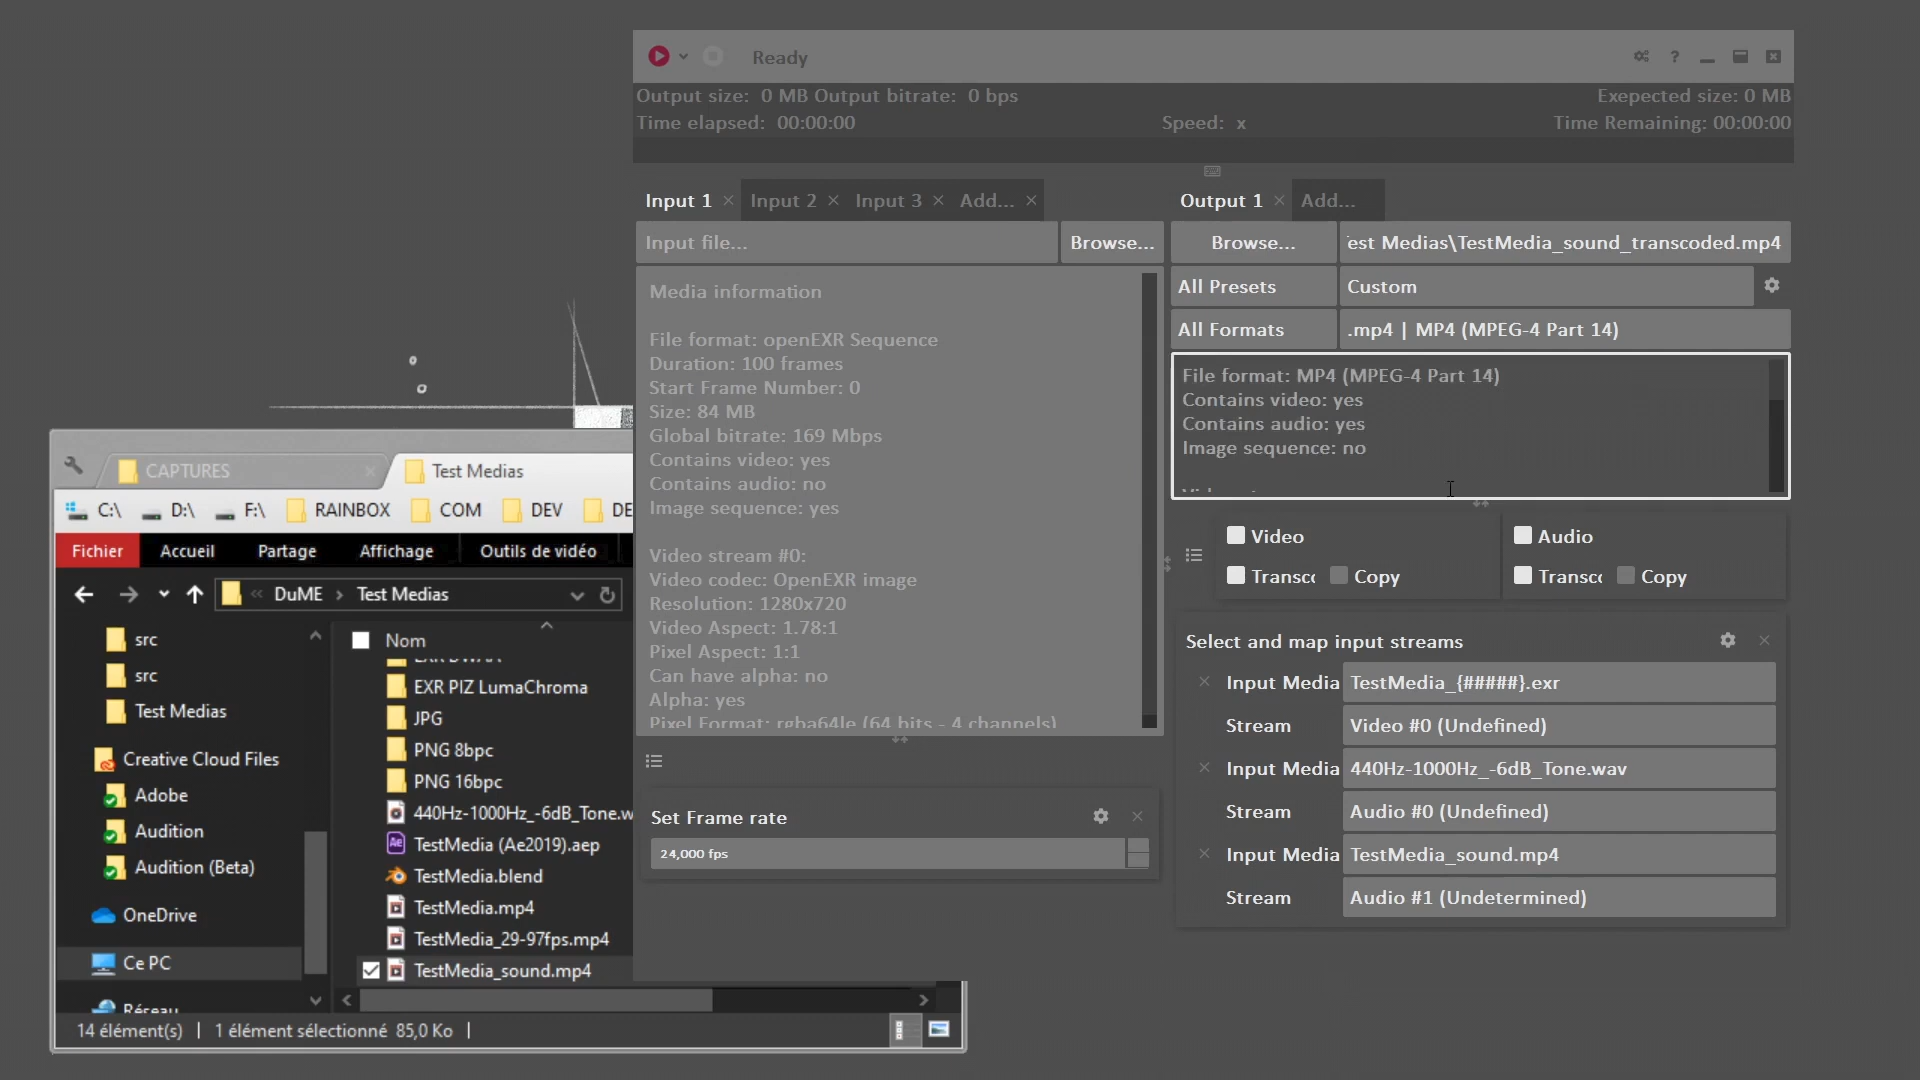 Ready
?
Output size: 0 MB Output bitrate: 0 bps
Exepected size: 0 MB
Time elapsed: 00:00:00
Speed: x
Time Remaining: 00:00:00
Input 1
Input 2
Input 3
Add...
Input file...
Browse...
Media information
File format: openEXR Sequence
Duration: 100 frames
Start Frame Number: 0
Size: 84 MB
Global bitrate: 169 Mbps
Contains video: yes
Contains audio: no
Image sequence: yes
Video stream #0:
Video codec: OpenEXR image
Resolution: 1280x720
Video Aspect: 1.78:1
Pixel Aspect: 1:1
Can have alpha: no
Alpha: yes
Pixel Format: rgba64le (64 bits - 4 channels)
Set Frame rate
24,000 fps
Output 1
Add...
Browse...
est Medias\TestMedia_sound_transcoded.mp4
All Presets
Custom
All Formats
.mp4 | MP4 (MPEG-4 Part 14)
File format: MP4 (MPEG-4 Part 14)
Contains video: yes
Contains audio: yes
Image sequence: no
Video
Transc
Copy
Audio
Transc
Copy
Select and map input streams
Input Media
TestMedia_{#####}.exr
Stream
Video #0 (Undefined)
Input Media
440Hz-1000Hz_-6dB_Tone.wav
Stream
Audio #0 (Undefined)
Input Media
TestMedia_sound.mp4
Stream
Audio #1 (Undetermined)
CAPTURES
Test Medias
C:\
D:\
F:\
RAINBOX
COM
DEV
DE
Fichier
Accueil
Partage
Affichage
Outils de vidéo
« DuME > Test Medias
src
src
Test Medias
Creative Cloud Files
Adobe
Audition
Audition (Beta)
OneDrive
Ce PC
Réseau
Nom
EXR PIZ LumaChroma
JPG
PNG 8bpc
PNG 16bpc
440Hz-1000Hz_-6dB_Tone.w
TestMedia (Ae2019).aep
TestMedia.blend
TestMedia.mp4
TestMedia_29-97fps.mp4
TestMedia_sound.mp4
14 élément(s)
1 élément sélectionné 85,0 Ko